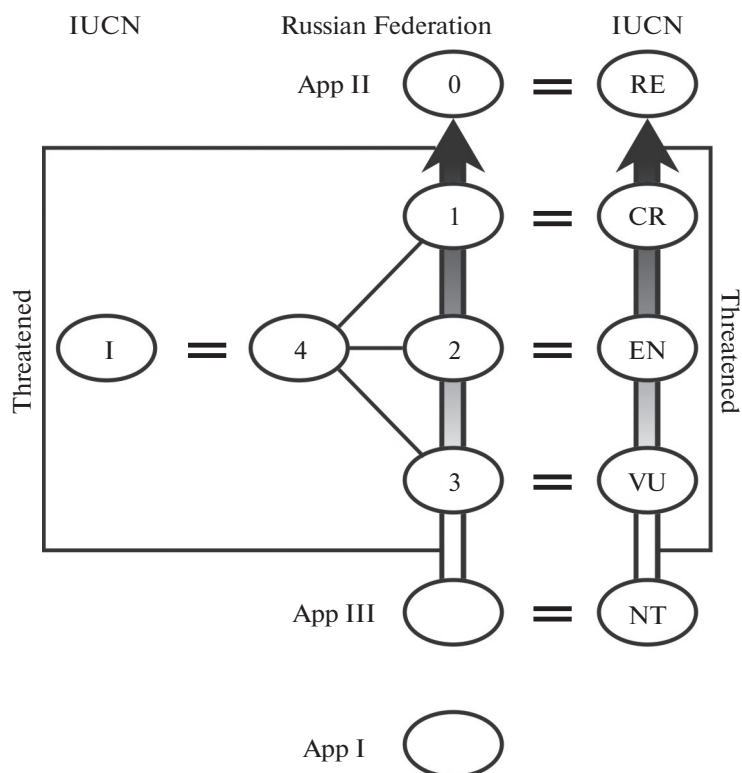 IUCN Russian Federation IUCN
App II 0 = RE
1 = CR
Threatened I = 4 2 = EN Threatened
3 = VU
App III = NT
App I